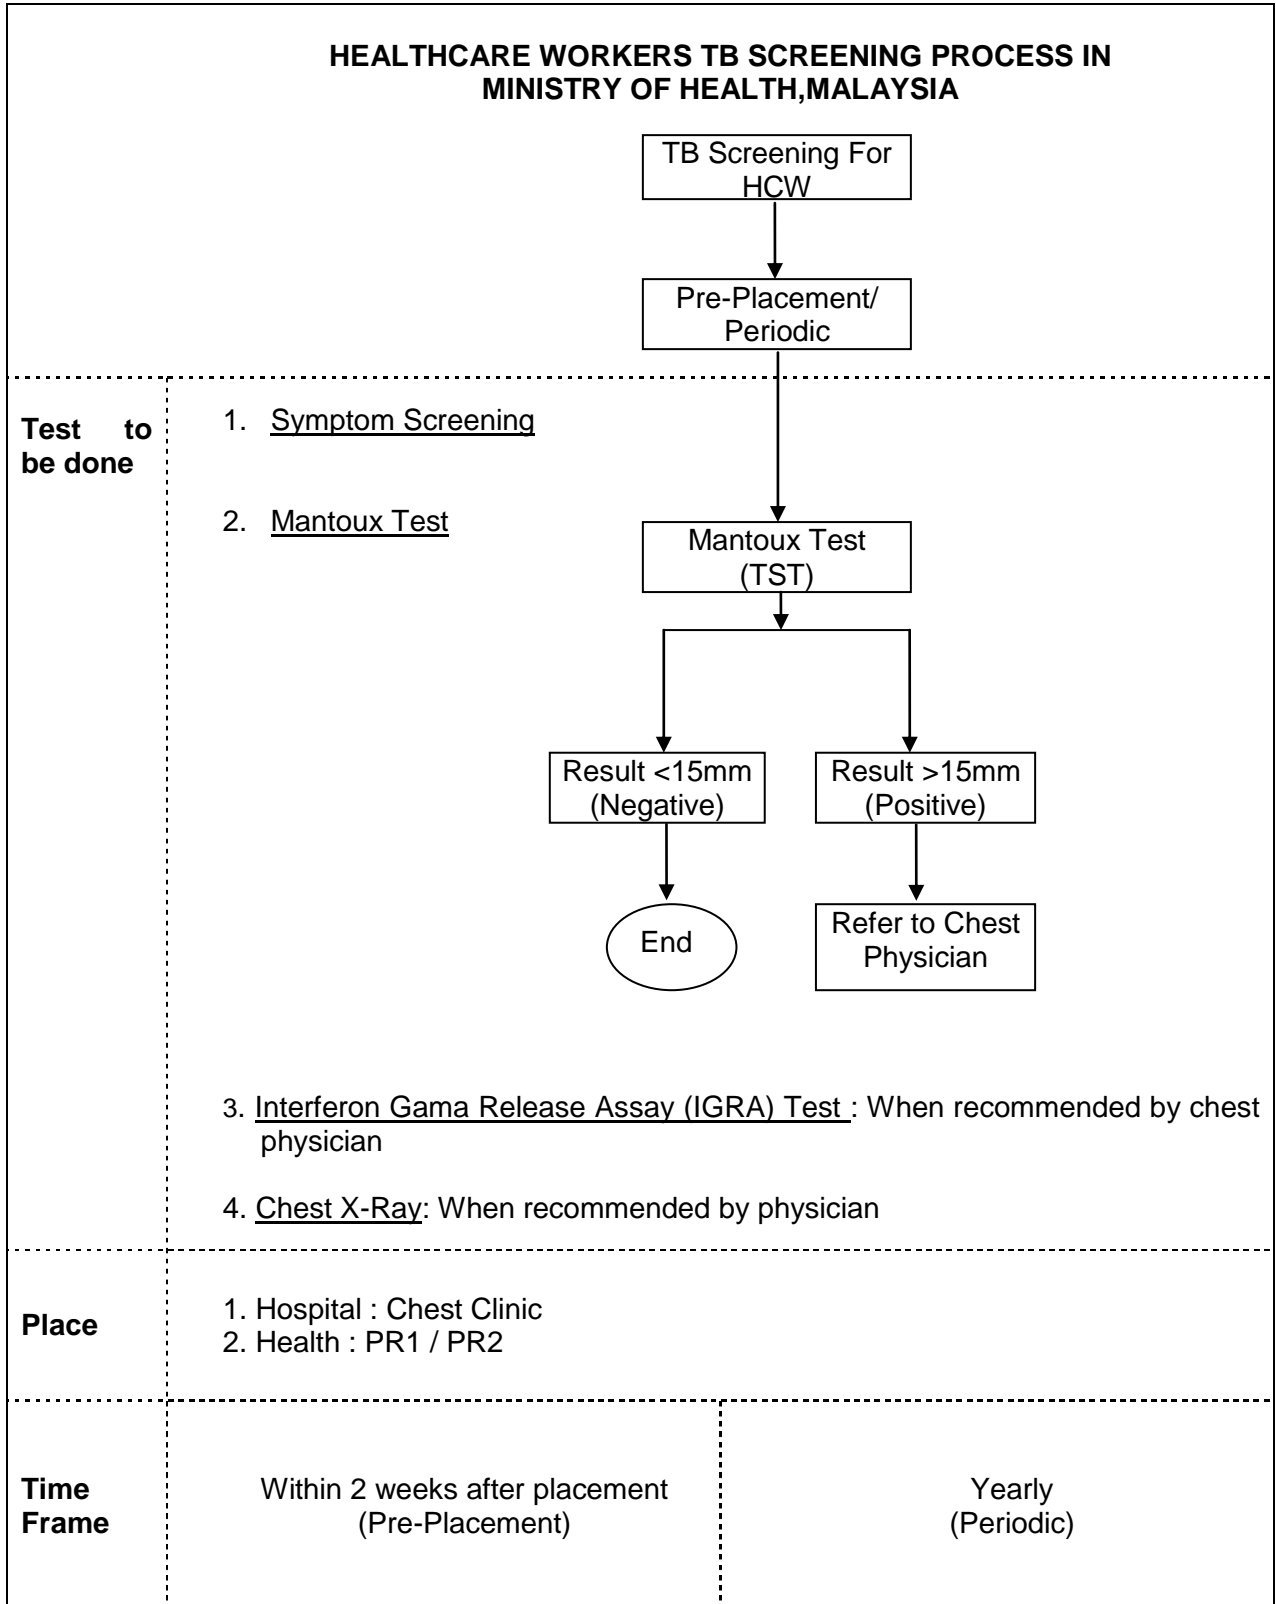 HEALTHCARE WORKERS TB SCREENING PROCESS IN
MINISTRY OF HEALTH,MALAYSIA
TB Screening For
HCW
Pre-Placement/
Periodic
Test to
be done
1. Symptom Screening
2. Mantoux Test
Mantoux Test
(TST)
Result <15mm
(Negative)
Result >15mm
(Positive)
End
Refer to Chest
Physician
3. Interferon Gama Release Assay (IGRA) Test : When recommended by chest
physician
4. Chest X-Ray: When recommended by physician
Place
1. Hospital : Chest Clinic
2. Health : PR1 / PR2
Time
Frame
Within 2 weeks after placement
(Pre-Placement)
Yearly
(Periodic)